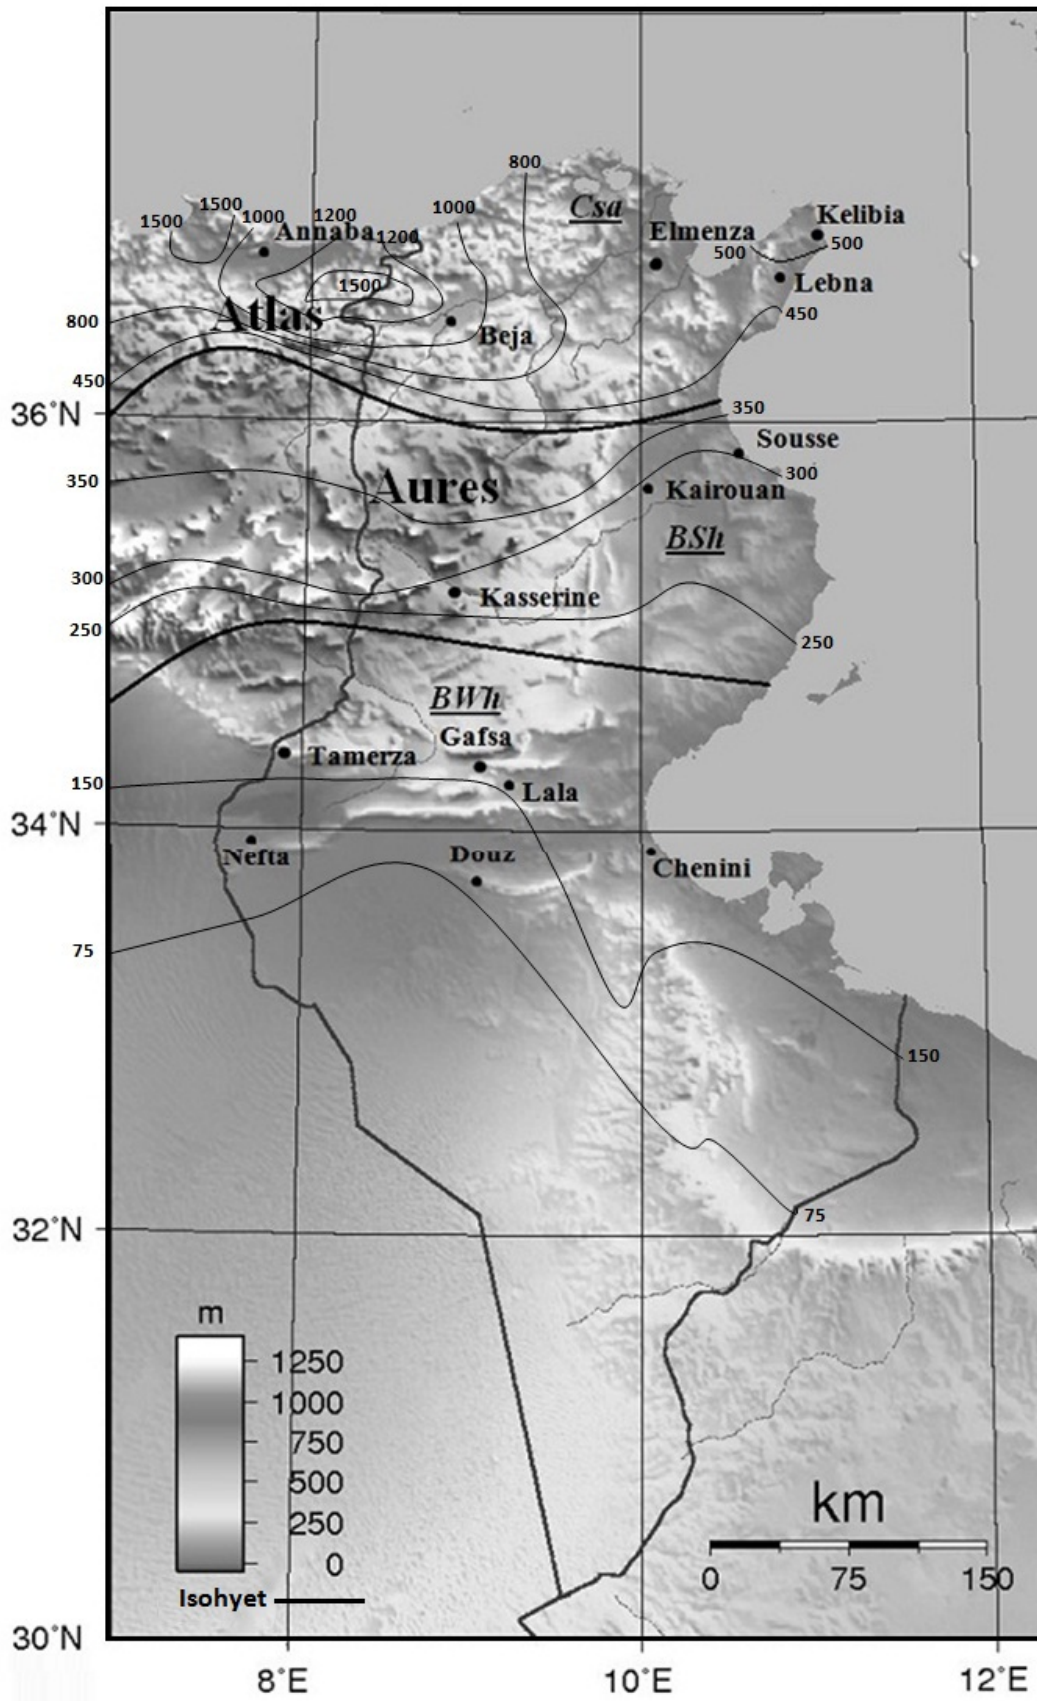 800
1500
1500
1000
1200
1000
Csa
Kelibia
Annaba
1200
Elmenza
500
500
1500
Lebna
Atlas
800
Beja
450
450
36°N
350
Sousse
350
Aures
300
Kairouan
BSh
300
Kasserine
250
250
BWh
Gafsa
Tamerza
150
Lala
34°N
Nefta
Douz
Chenini
75
150
75
32°N
m
1250
1000
750
500
250
0
km
0 75 150
Isohyet
30°N
8°E 10°E 12°E